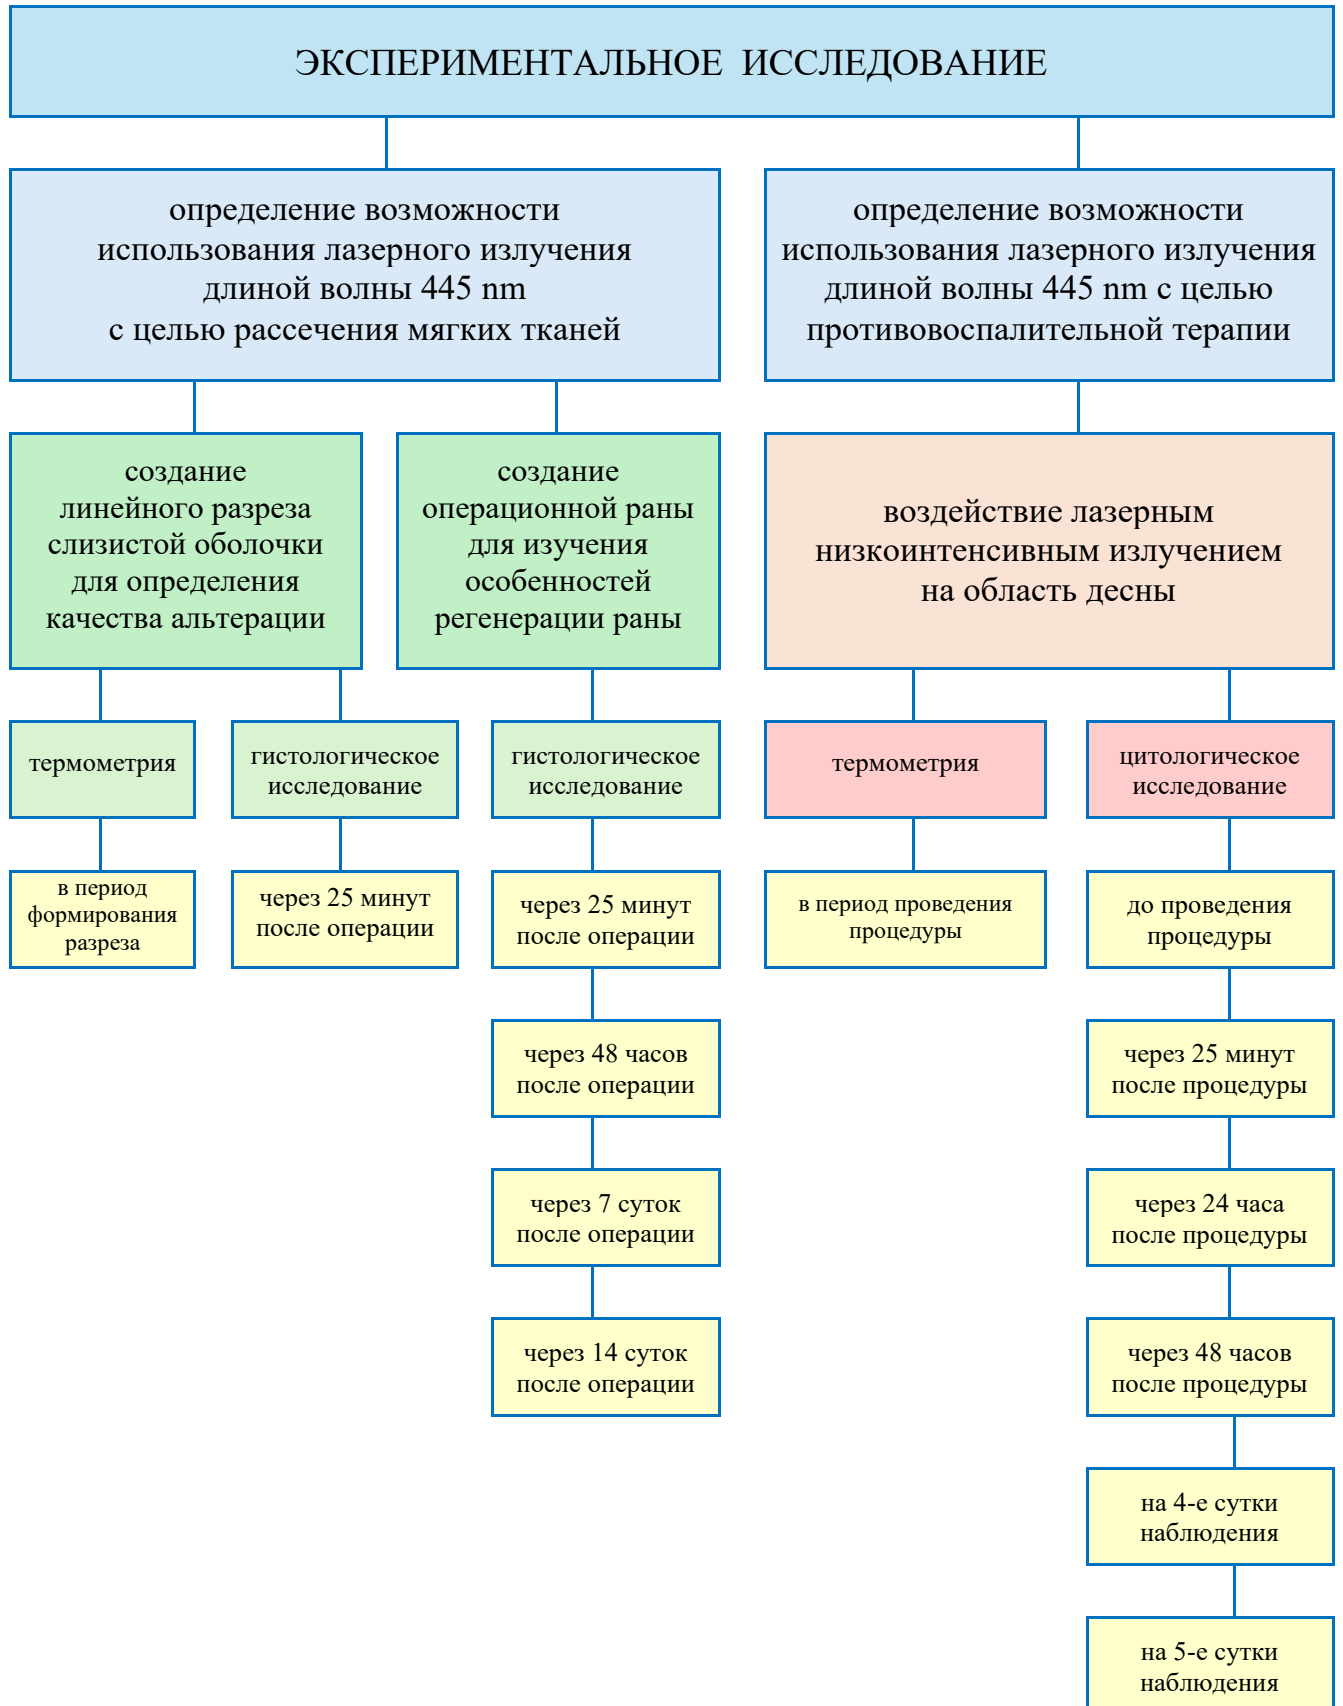 ЭКСПЕРИМЕНТАЛЬНОЕ ИССЛЕДОВАНИЕ
определение возможности
использования лазерного излучения
длиной волны 445 nm
с целью рассечения мягких тканей
определение возможности
использования лазерного излучения
длиной волны 445 nm с целью
противовоспалительной терапии
создание
линейного разреза
слизистой оболочки
для определения
качества альтерации
создание
операционной раны
для изучения
особенностей
регенерации раны
воздействие лазерным
низкоинтенсивным излучением
на область десны
термометрия
гистологическое
исследование
гистологическое
исследование
термометрия
цитологическое
исследование
в период
формирования
разреза
через 25 минут
после операции
через 25 минут
после операции
в период проведения
процедуры
до проведения
процедуры
через 48 часов
после операции
через 25 минут
после процедуры
через 7 суток
после операции
через 24 часа
после процедуры
через 14 суток
после операции
через 48 часов
после процедуры
на 4-е сутки
наблюдения
на 5-е сутки
наблюдения